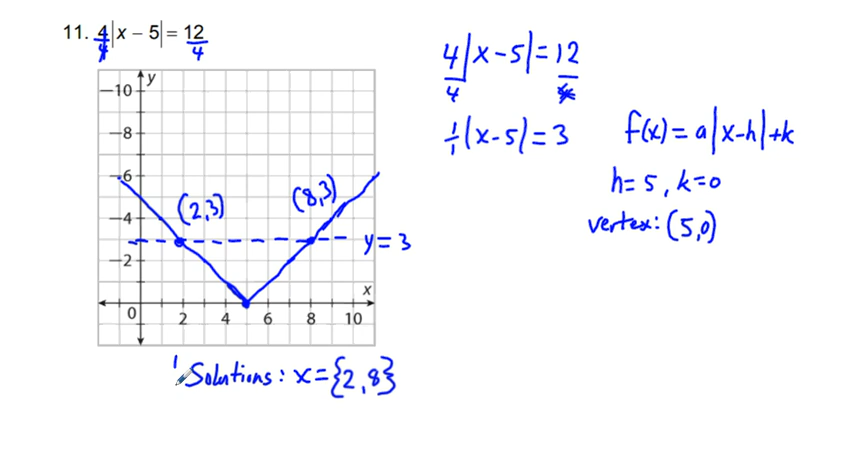 11. 4|x − 5| = 12
4 4
4|x-5|=12
4 4
1/1|x-5|=3
f(x)=a|x-h|+k
h=5, k=0
vertex: (5,0)
y
10
8
6
4
2
0
2 4 6 8 10
x
(2,3)
(8,3)
y=3
Solutions: x={2,8}